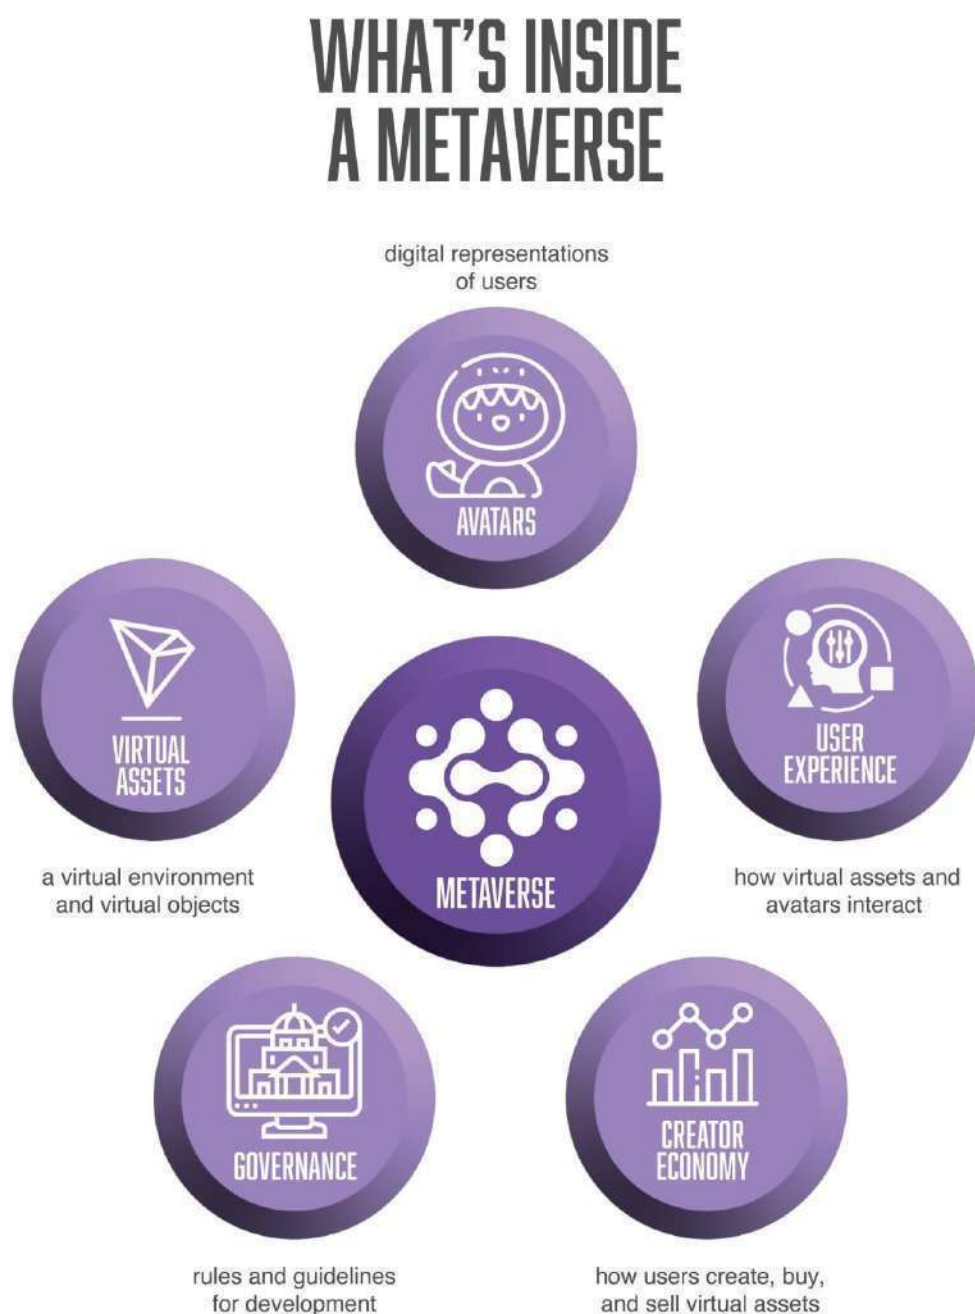 WHAT'S INSIDE
A METAVERSE
digital representations
of users
AVATARS
VIRTUAL
ASSETS
a virtual environment
and virtual objects
METAVERSE
USER
EXPERIENCE
how virtual assets and
avatars interact
GOVERNANCE
rules and guidelines
for development
CREATOR
ECONOMY
how users create, buy,
and sell virtual assets